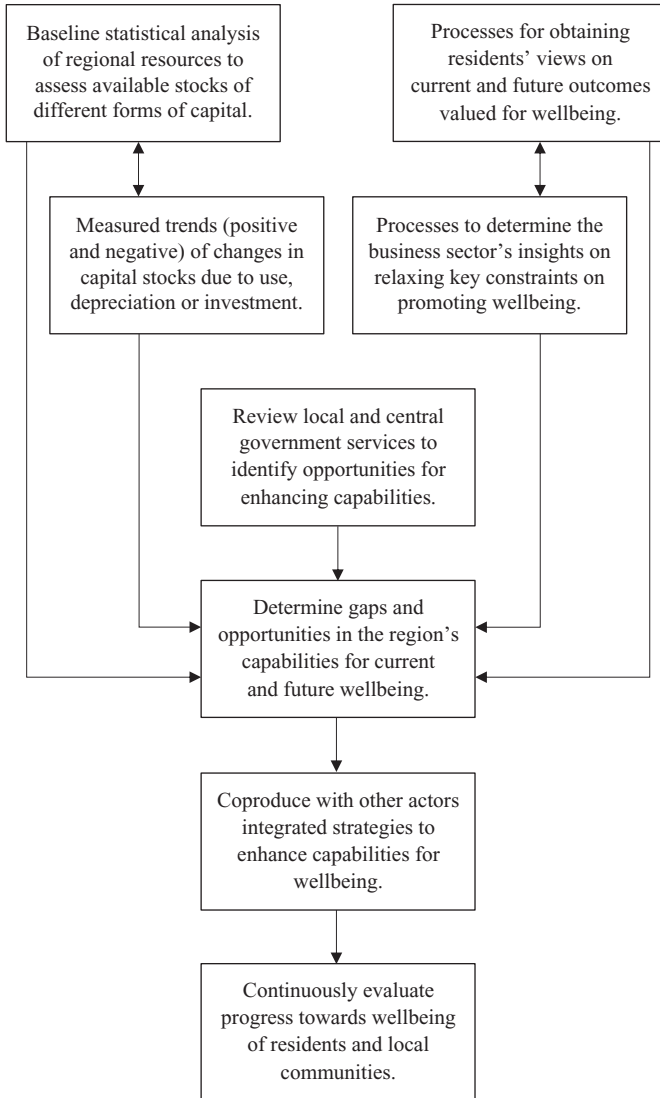 Baseline statistical analysis
of regional resources to
assess available stocks of
different forms of capital.
Processes for obtaining
residents’ views on
current and future outcomes
valued for wellbeing.
Measured trends (positive
and negative) of changes in
capital stocks due to use,
depreciation or investment.
Processes to determine the
business sector’s insights on
relaxing key constraints on
promoting wellbeing.
Review local and central
government services to
identify opportunities for
enhancing capabilities.
Determine gaps and
opportunities in the region’s
capabilities for current
and future wellbeing.
Coproduce with other actors
integrated strategies to
enhance capabilities for
wellbeing.
Continuously evaluate
progress towards wellbeing
of residents and local
communities.